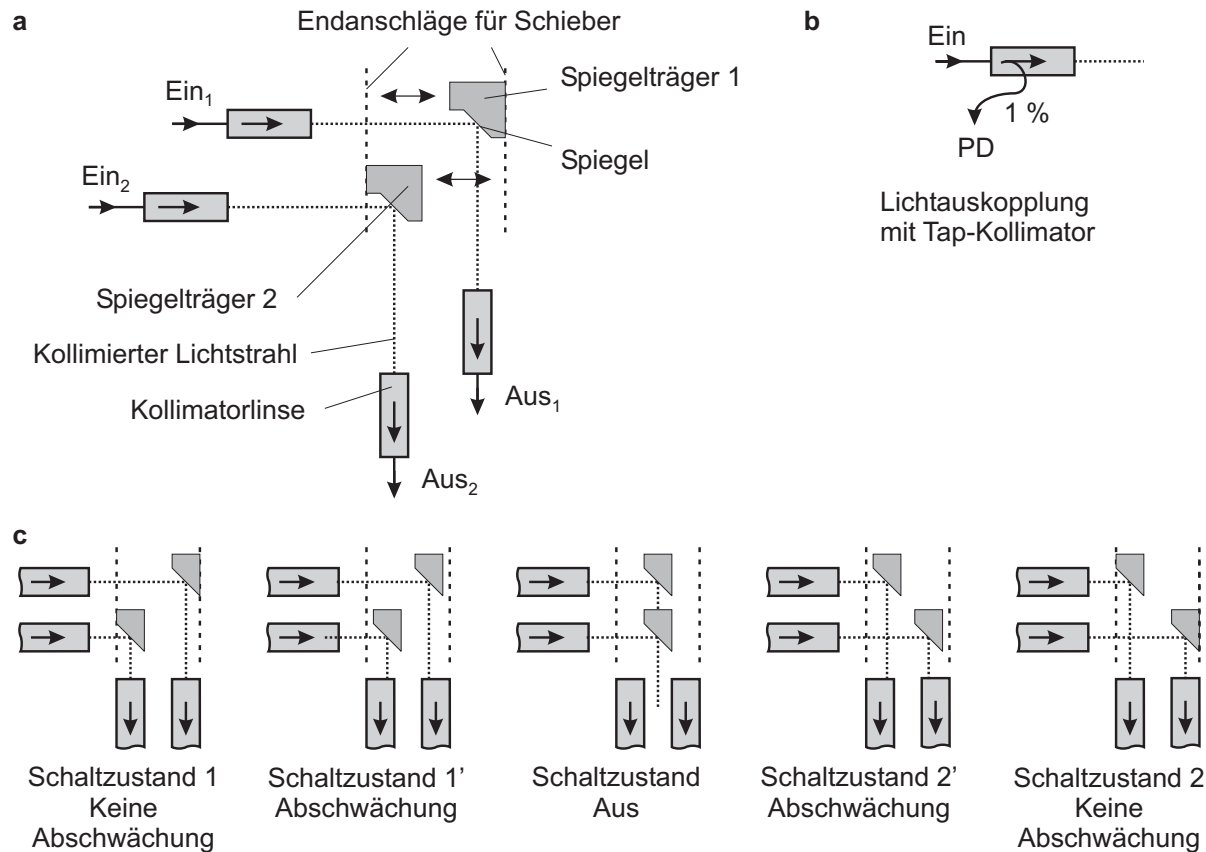 a
Endanschläge für Schieber
Ein₁
Spiegelträger 1
Spiegel
Ein₂
Spiegelträger 2
Kollimierter Lichtstrahl
Kollimatorlinse
Aus₁
Aus₂
b
Ein
1 %
PD
Lichtauskopplung
mit Tap-Kollimator
c
Schaltzustand 1
Keine
Abschwächung
Schaltzustand 1’
Abschwächung
Schaltzustand
Aus
Schaltzustand 2’
Abschwächung
Schaltzustand 2
Keine
Abschwächung